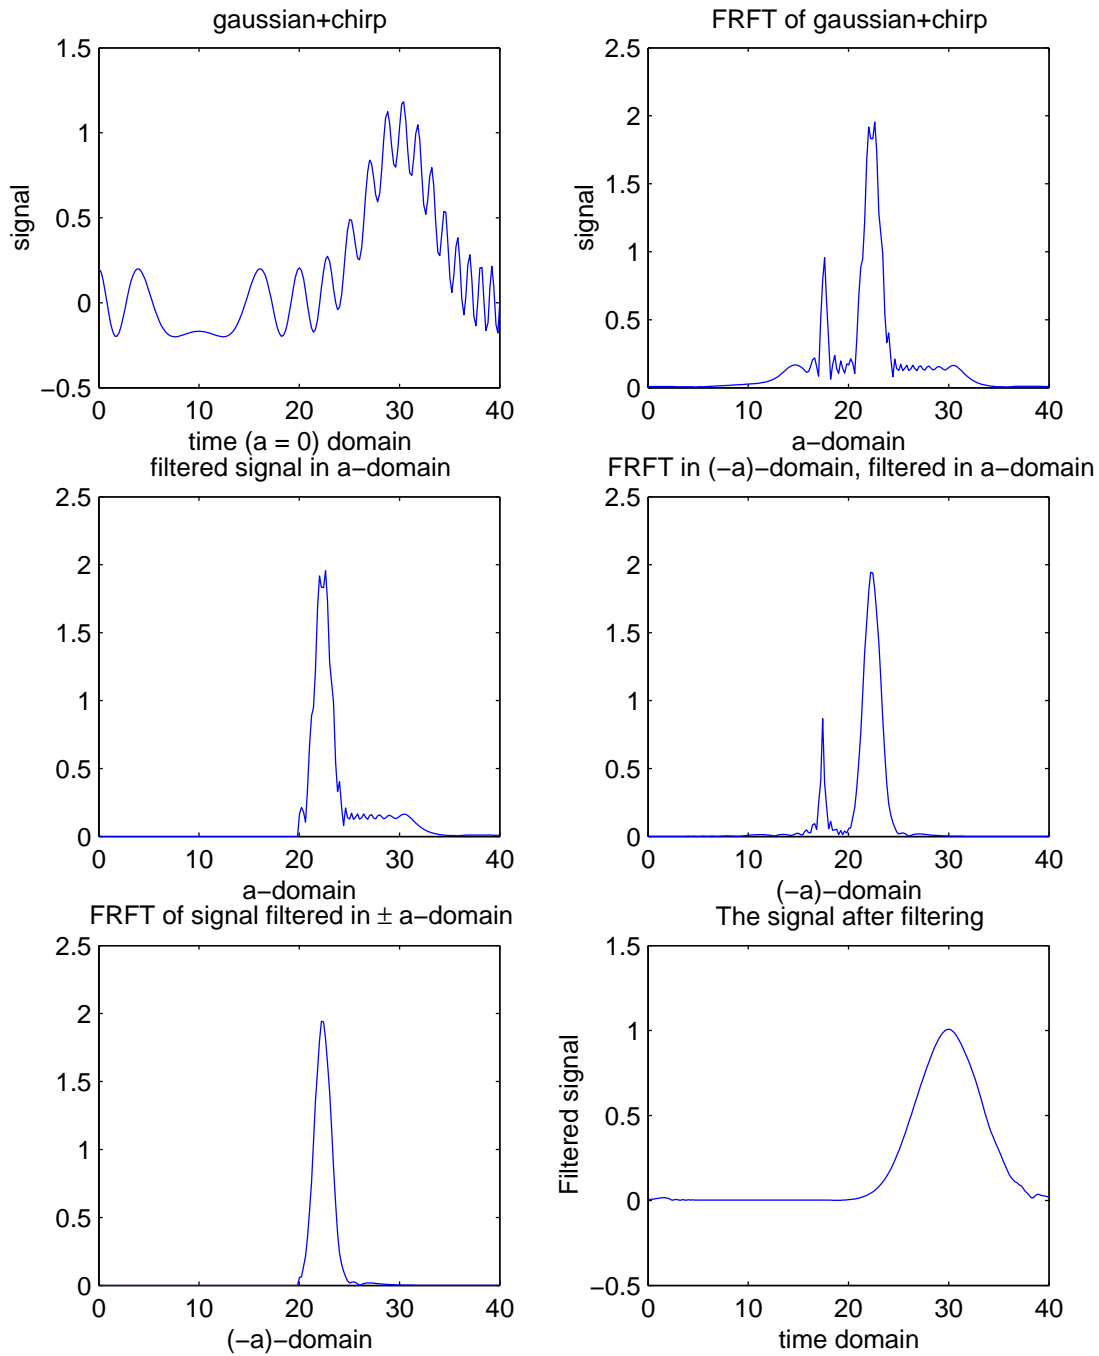 gaussian+chirp
1.5
1
0.5
0
−0.5
signal
0 10 20 30 40
time (a = 0) domain
FRFT of gaussian+chirp
2.5
2
1.5
1
0.5
0
signal
0 10 20 30 40
a−domain
filtered signal in a−domain
2.5
2
1.5
1
0.5
0
0 10 20 30 40
a−domain
FRFT in (−a)−domain, filtered in a−domain
2.5
2
1.5
1
0.5
0
0 10 20 30 40
(−a)−domain
FRFT of signal filtered in ± a−domain
2.5
2
1.5
1
0.5
0
0 10 20 30 40
(−a)−domain
The signal after filtering
1.5
1
0.5
0
−0.5
Filtered signal
0 10 20 30 40
time domain